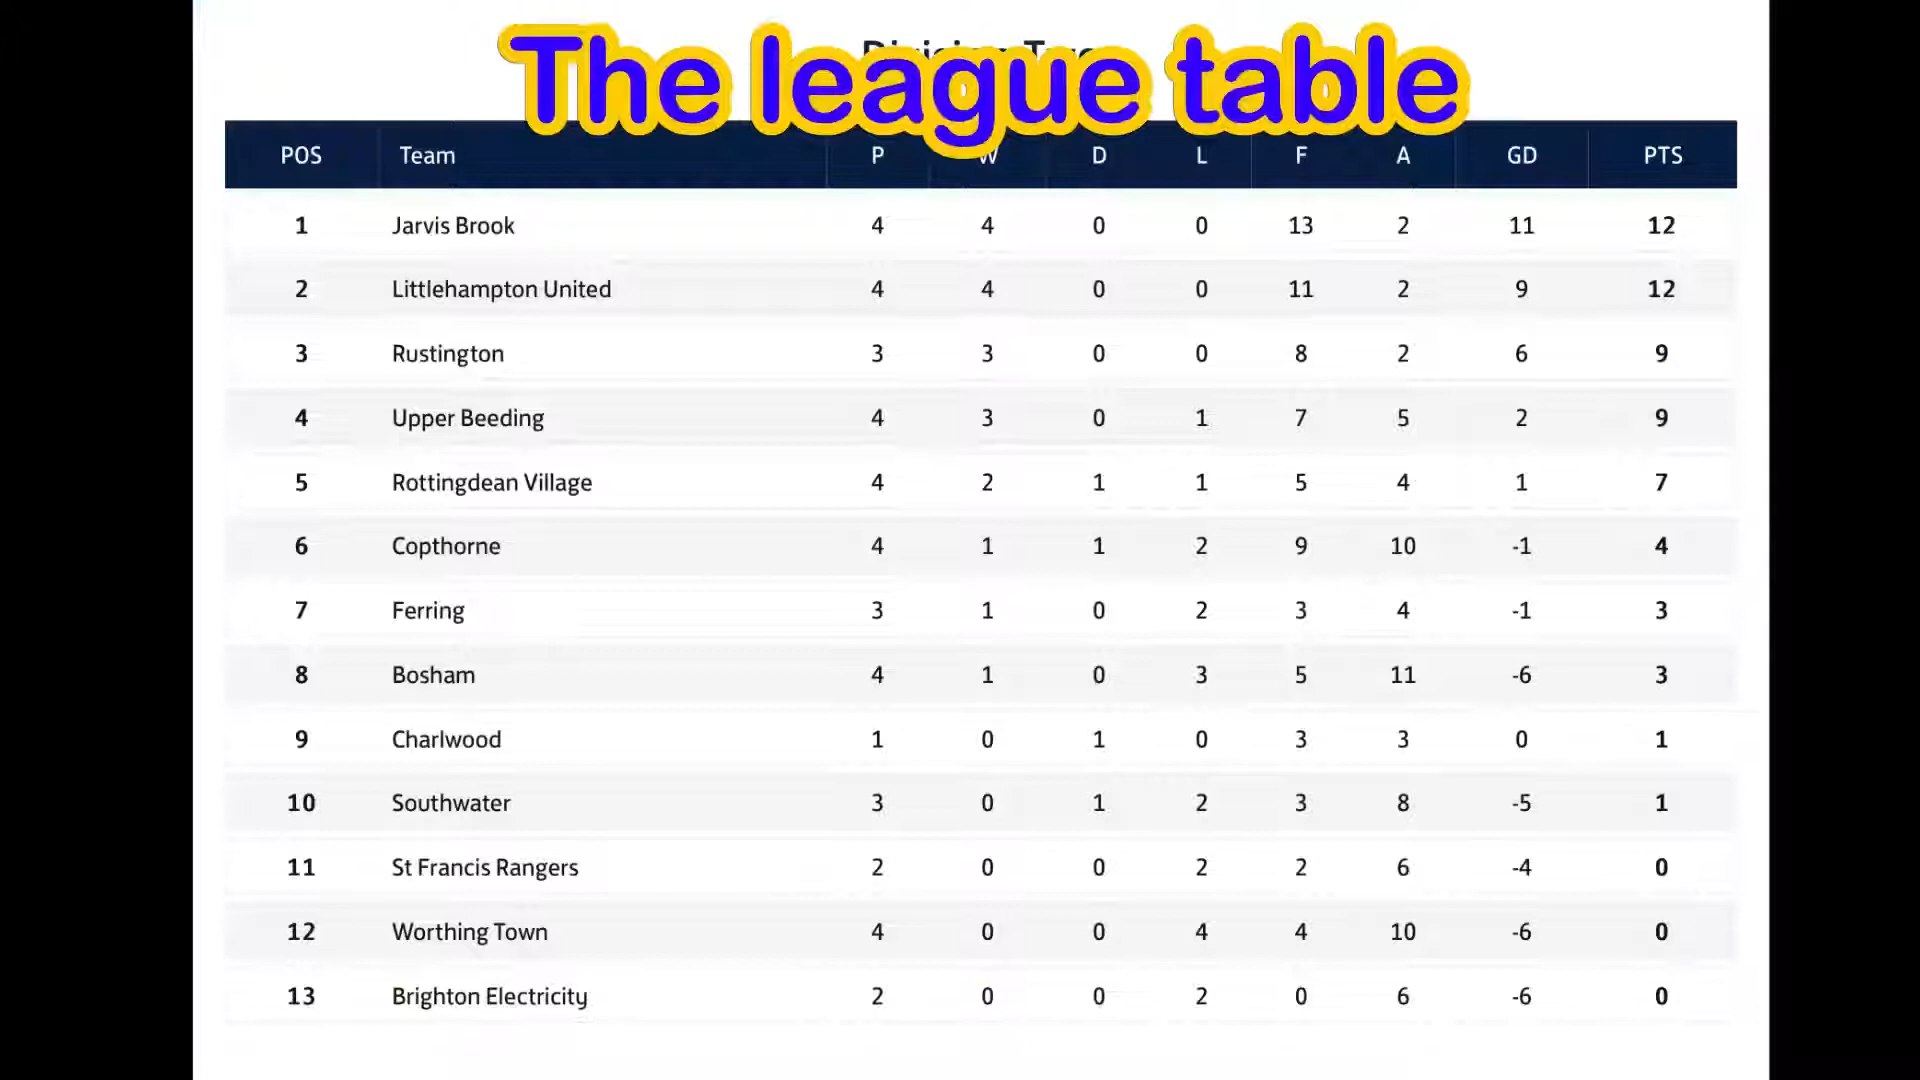 The league table
POS Team P W D L F A GD PTS
1 Jarvis Brook 4 4 0 0 13 2 11 12
2 Littlehampton United 4 4 0 0 11 2 9 12
3 Rustington 3 3 0 0 8 2 6 9
4 Upper Beeding 4 3 0 1 7 5 2 9
5 Rottingdean Village 4 2 1 1 5 4 1 7
6 Copthorne 4 1 1 2 9 10 -1 4
7 Ferring 3 1 0 2 3 4 -1 3
8 Bosham 4 1 0 3 5 11 -6 3
9 Charlwood 1 0 1 0 3 3 0 1
10 Southwater 3 0 1 2 3 8 -5 1
11 St Francis Rangers 2 0 0 2 2 6 -4 0
12 Worthing Town 4 0 0 4 4 10 -6 0
13 Brighton Electricity 2 0 0 2 0 6 -6 0